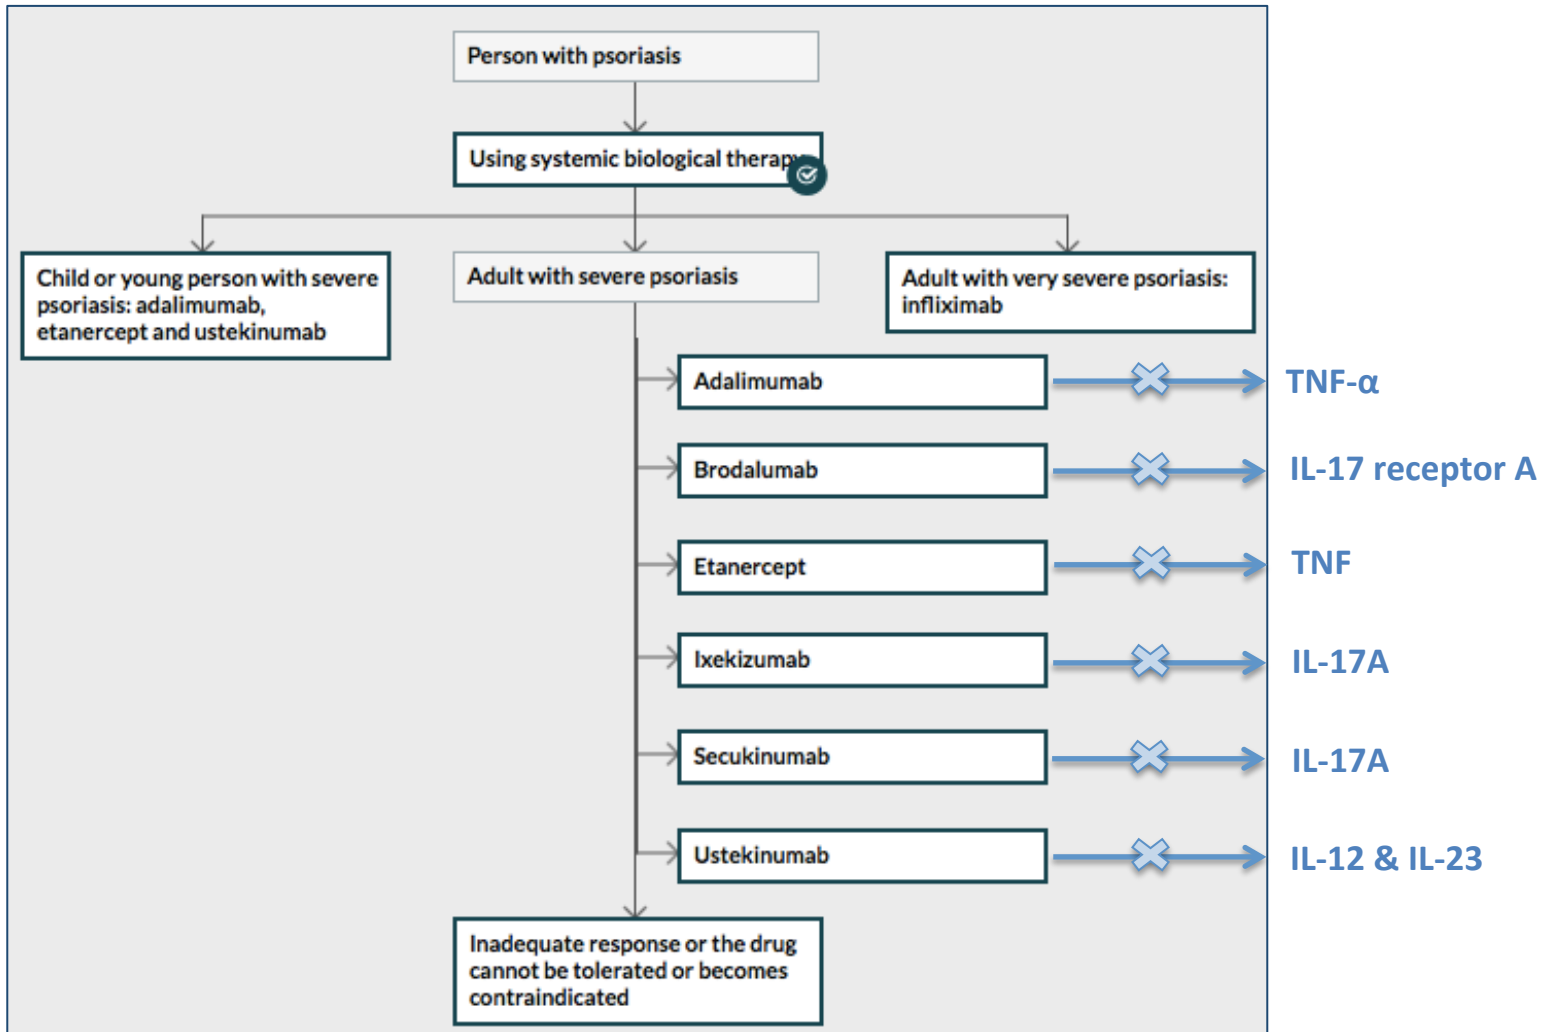 Person with psoriasis
Using systemic biological therapy
Child or young person with severe
psoriasis: adalimumab,
etanercept and ustekinumab
Adult with severe psoriasis
Adult with very severe psoriasis:
infliximab
Adalimumab
TNF-α
Brodalumab
IL-17 receptor A
Etanercept
TNF
Ixekizumab
IL-17A
Secukinumab
IL-17A
Ustekinumab
IL-12 & IL-23
Inadequate response or the drug
cannot be tolerated or becomes
contraindicated